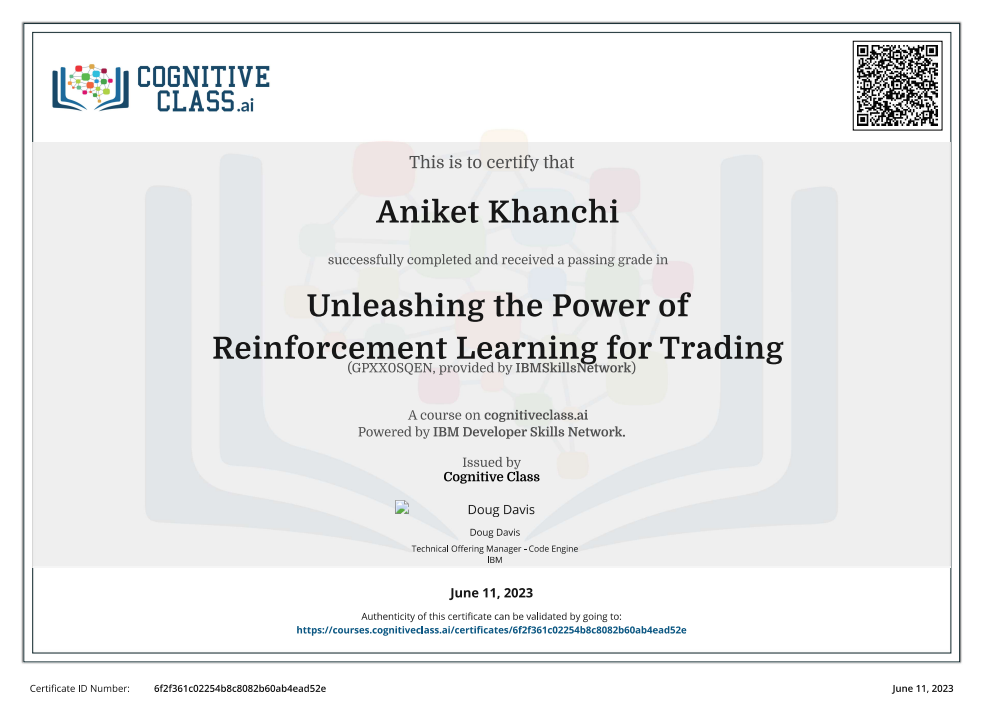 COGNITIVE
CLASS.ai
This is to certify that
Aniket Khanchi
successfully completed and received a passing grade in
Unleashing the Power of
Reinforcement Learning for Trading
(GPXX0SQEN, provided by IBMSkillsNetwork)
A course on cognitiveclass.ai
Powered by IBM Developer Skills Network.
Issued by
Cognitive Class
Doug Davis
Doug Davis
Technical Offering Manager - Code Engine
IBM
June 11, 2023
Authenticity of this certificate can be validated by going to:
https://courses.cognitiveclass.ai/certificates/6f2f361c02254b8c8082b60ab4ead52e
Certificate ID Number: 6f2f361c02254b8c8082b60ab4ead52e
June 11, 2023